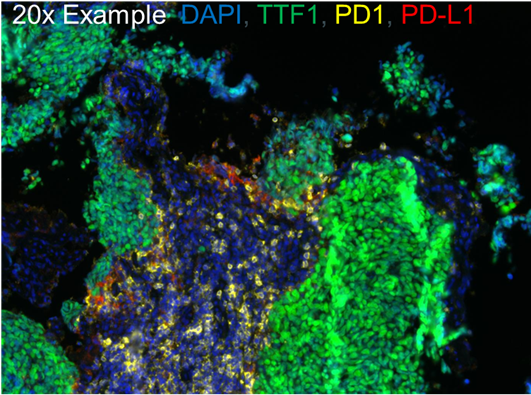 20x Example DAPI, TTF1, PD1, PD-L1